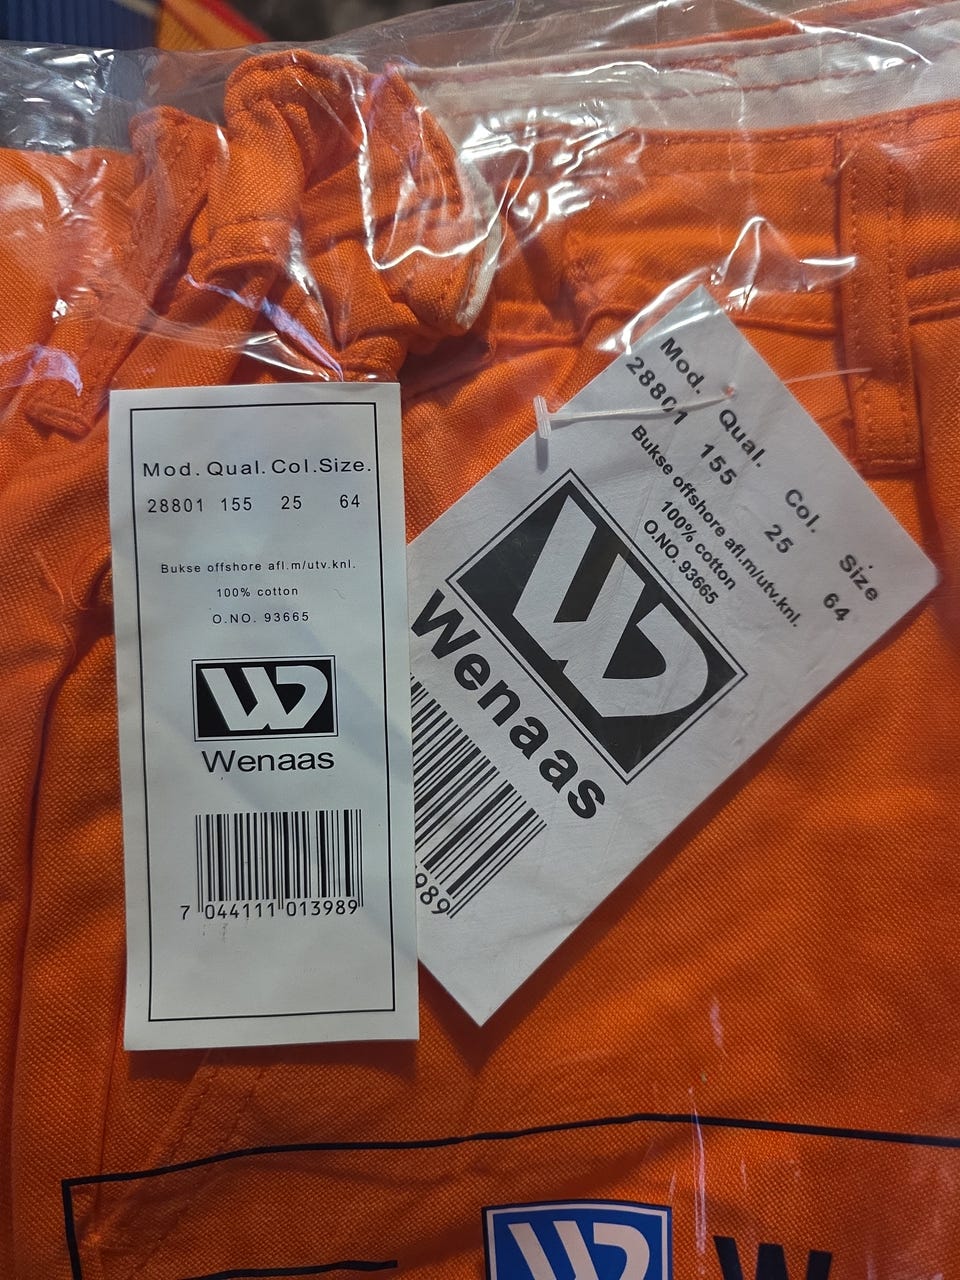 Mod. Qual. Col. Size.
28801 155 25 64
Bukse offshore afl.m/utv.knl.
100% cotton
O.NO. 93665
Wenaas
7 044111 013989
Mod. Qual. Col. Size
28801 155 25 64
Bukse offshore afl.m/utv.knl.
100% cotton
O.NO. 93665
Wenaas
989
W